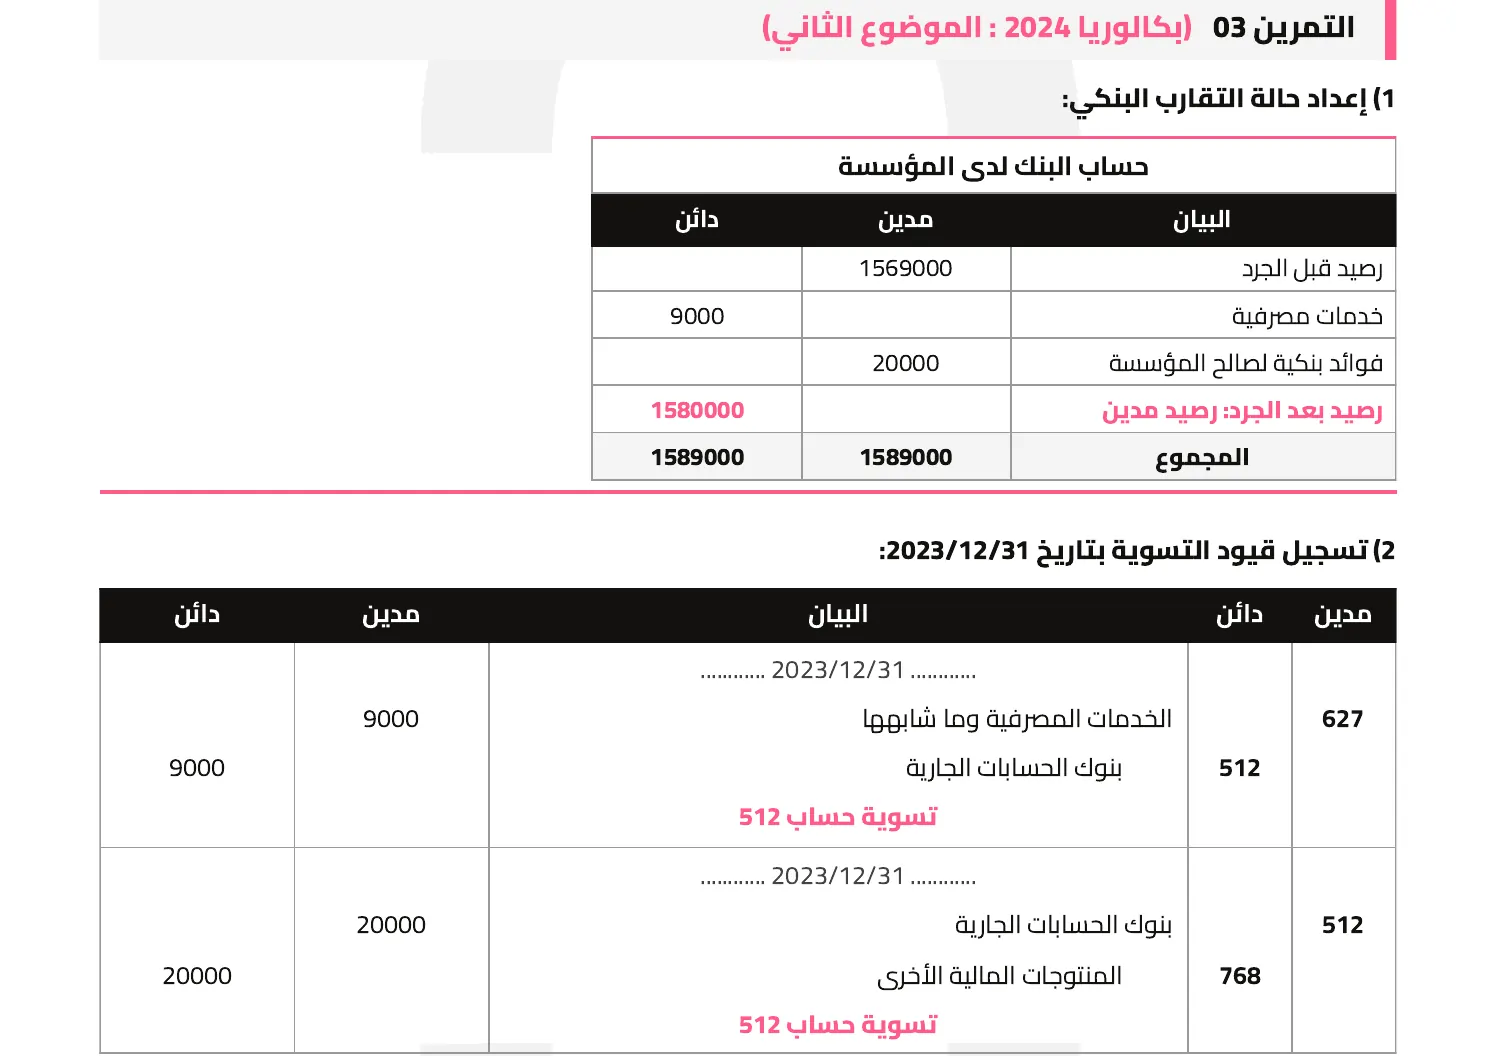 التمرين 03 (بكالوريا 2024 : الموضوع الثاني)
1) إعداد حالة التقارب البنكي:
حساب البنك لدى المؤسسة
البيان مدين دائن
رصيد قبل الجرد 1569000
خدمات مصرفية 9000
فوائد بنكية لصالح المؤسسة 20000
رصيد بعد الجرد: رصيد مدين 1580000
المجموع 1589000 1589000
2) تسجيل قيود التسوية بتاريخ 2023/12/31:
مدين دائن البيان مدين دائن
............ 2023/12/31 ............
627 الخدمات المصرفية وما شابهها 9000
512 بنوك الحسابات الجارية 9000
تسوية حساب 512
............ 2023/12/31 ............
512 بنوك الحسابات الجارية 20000
768 المنتوجات المالية الأخرى 20000
تسوية حساب 512